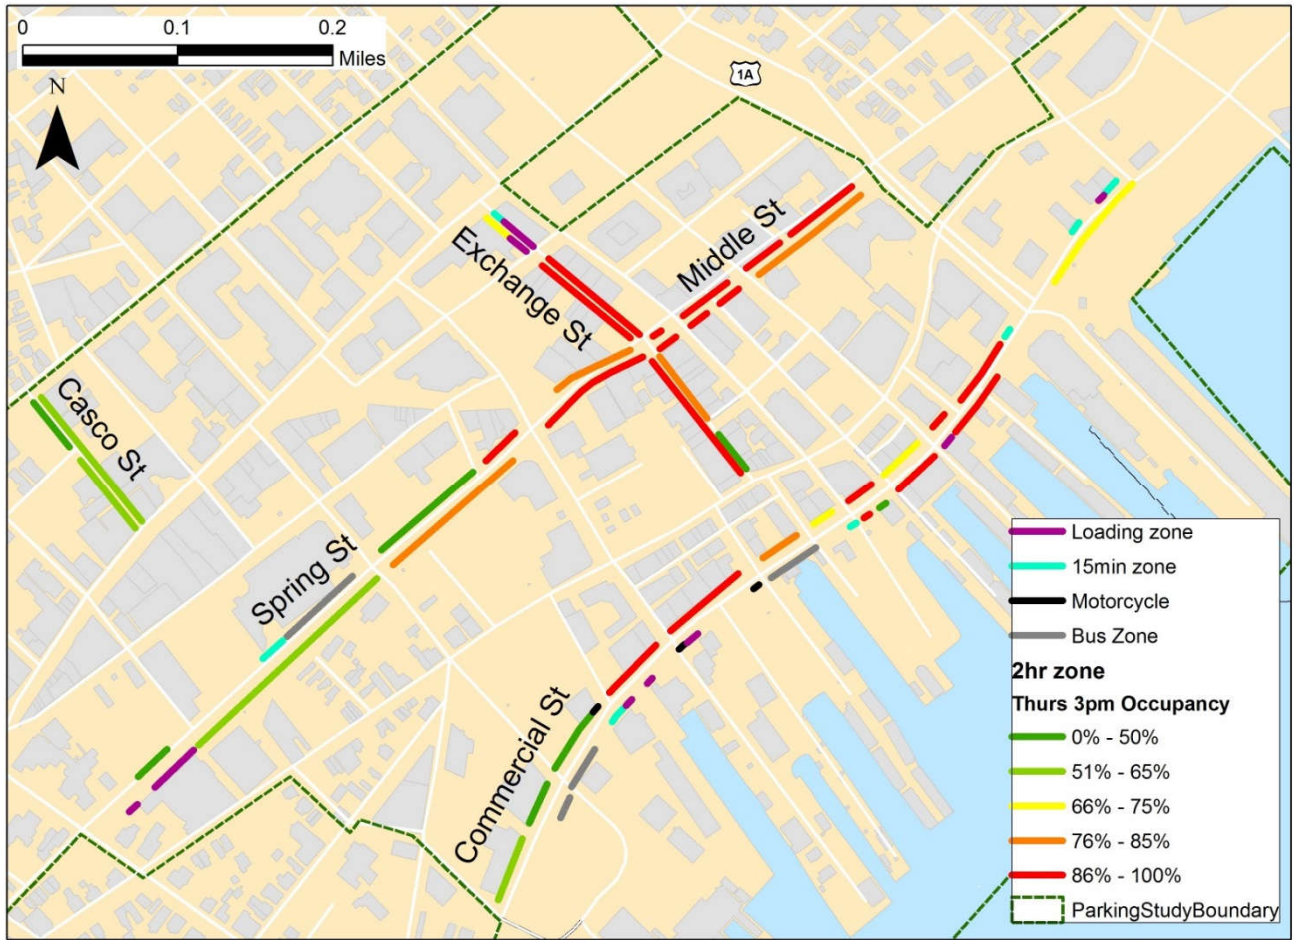 0 0.1 0.2
Miles
N
1A
Middle St
Exchange St
Casco St
Spring St
Commercial St
Loading zone
15min zone
Motorcycle
Bus Zone
2hr zone
Thurs 3pm Occupancy
0% - 50%
51% - 65%
66% - 75%
76% - 85%
86% - 100%
ParkingStudyBoundary